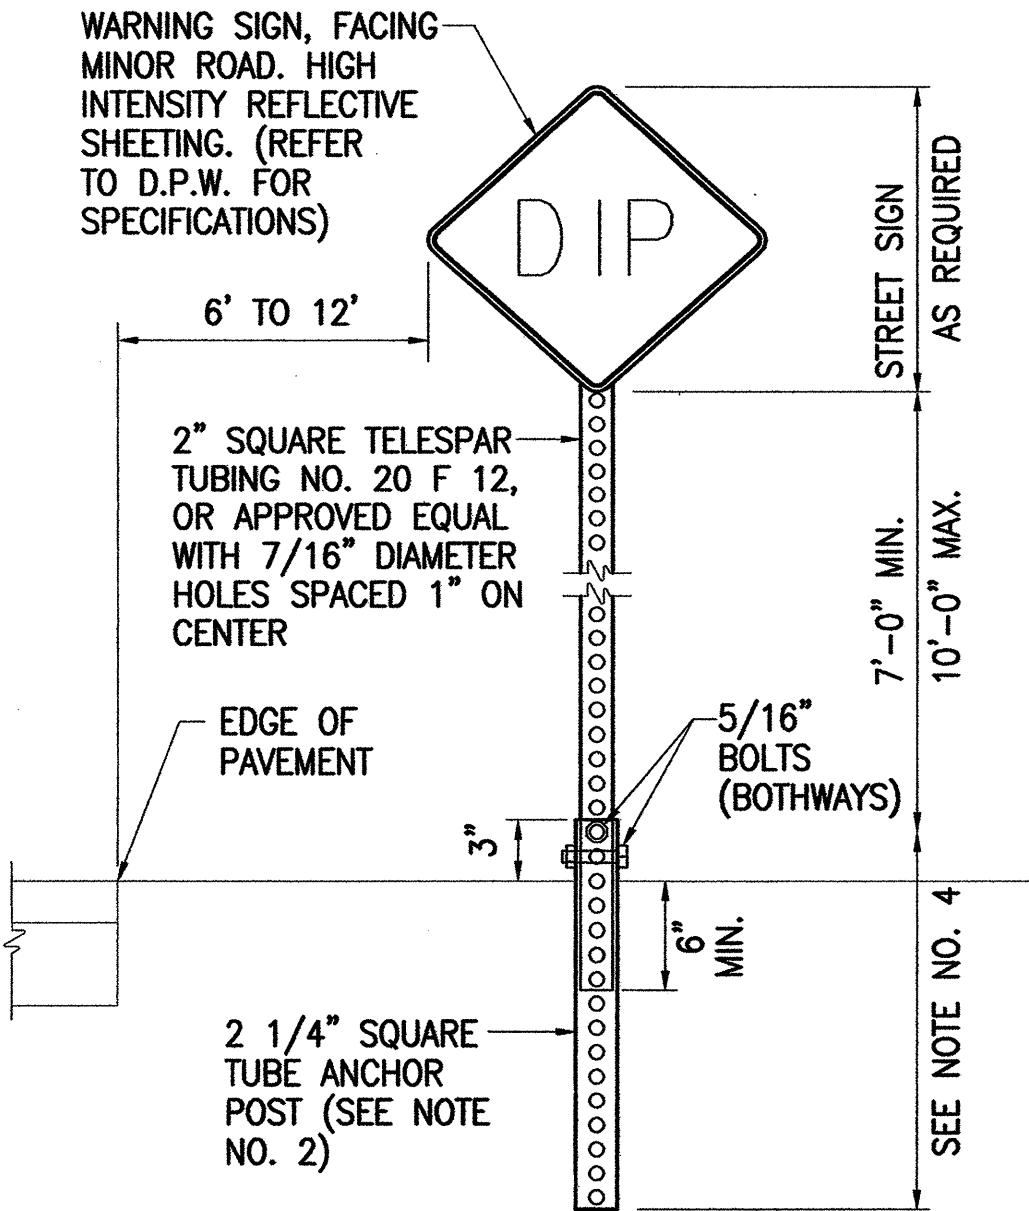 WARNING SIGN, FACING
MINOR ROAD. HIGH
INTENSITY REFLECTIVE
SHEETING. (REFER
TO D.P.W. FOR
SPECIFICATIONS)
DIP
STREET SIGN
AS REQUIRED
6' TO 12'
2" SQUARE TELESPAR
TUBING NO. 20 F 12,
OR APPROVED EQUAL
WITH 7/16" DIAMETER
HOLES SPACED 1" ON
CENTER
7'-0" MIN.
10'-0" MAX.
EDGE OF
PAVEMENT
5/16"
BOLTS
(BOTHWAYS)
3"
6"
MIN.
SEE NOTE NO. 4
2 1/4" SQUARE
TUBE ANCHOR
POST (SEE NOTE
NO. 2)